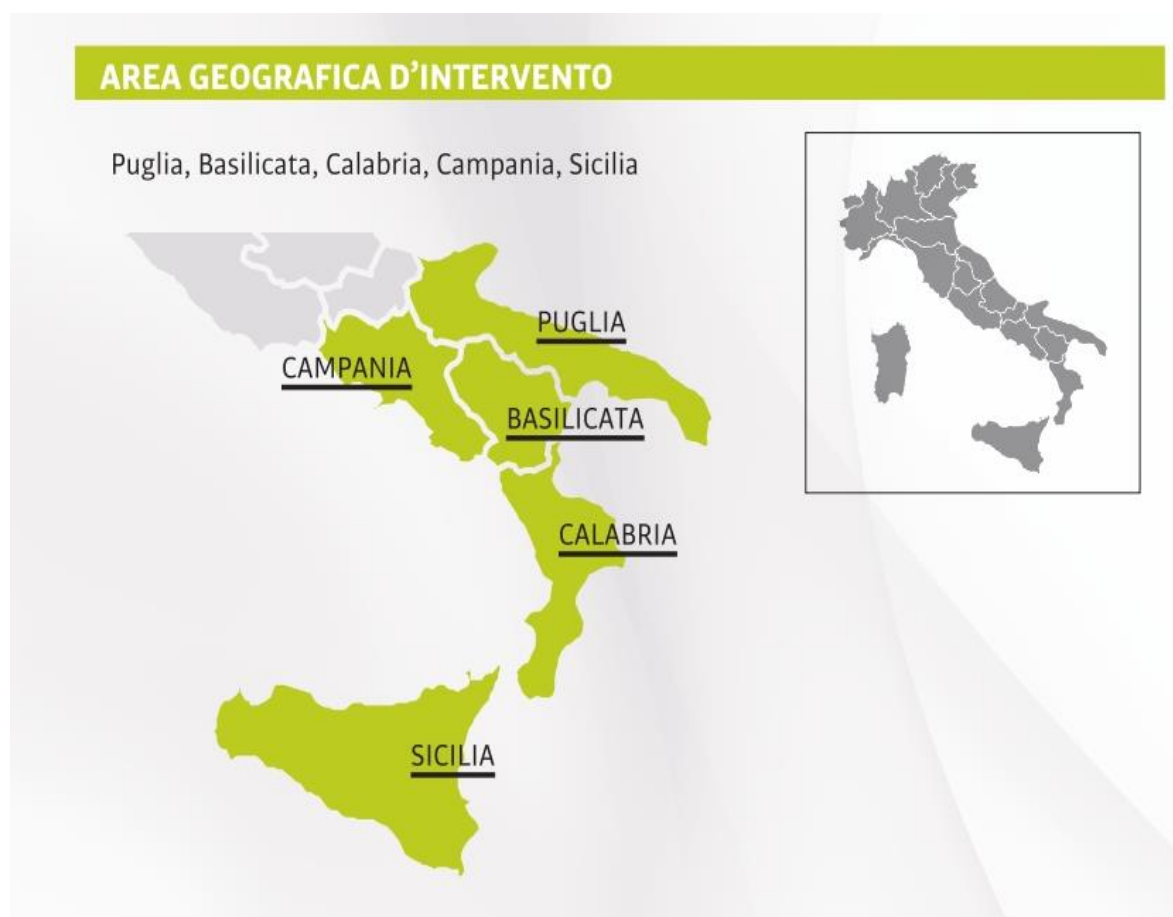 AREA GEOGRAFICA D'INTERVENTO
Puglia, Basilicata, Calabria, Campania, Sicilia
PUGLIA
CAMPANIA
BASILICATA
CALABRIA
SICILIA